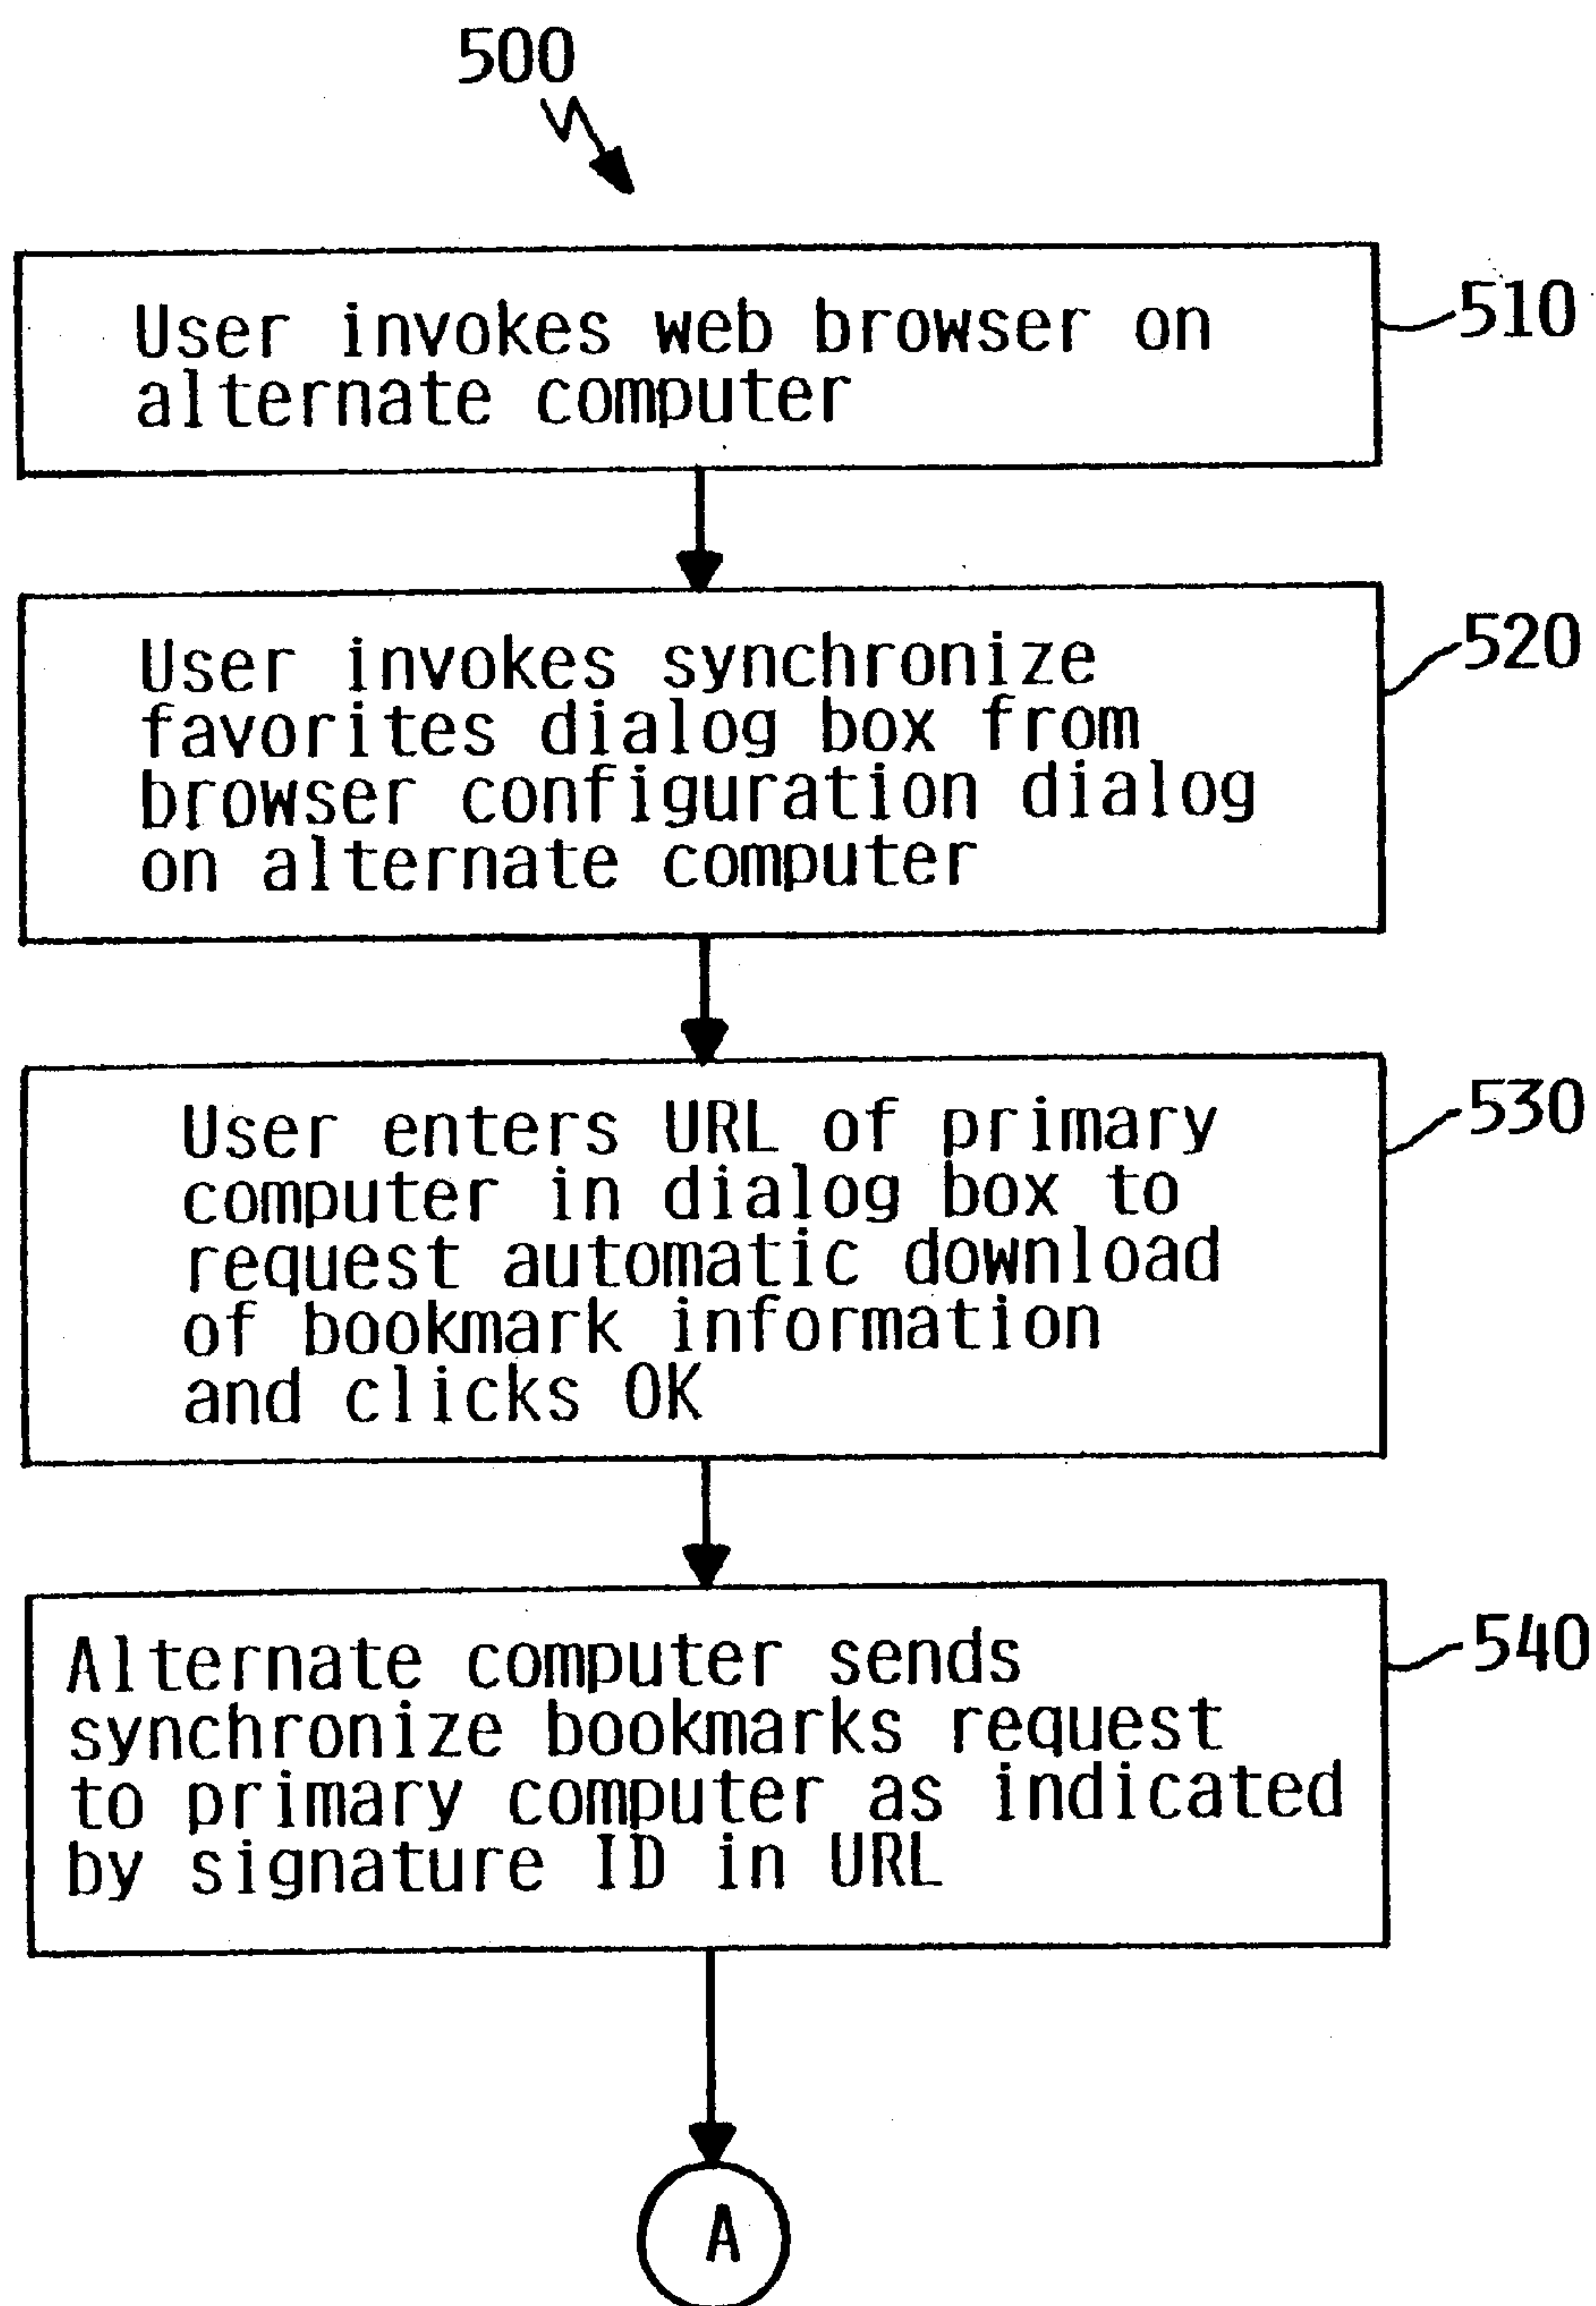 500
User invokes web browser on
alternate computer
510
User invokes synchronize
favorites dialog box from
browser configuration dialog
on alternate computer
520
User enters URL of primary
computer in dialog box to
request automatic download
of bookmark information
and clicks OK
530
Alternate computer sends
synchronize bookmarks request
to primary computer as indicated
by signature ID in URL
540
A